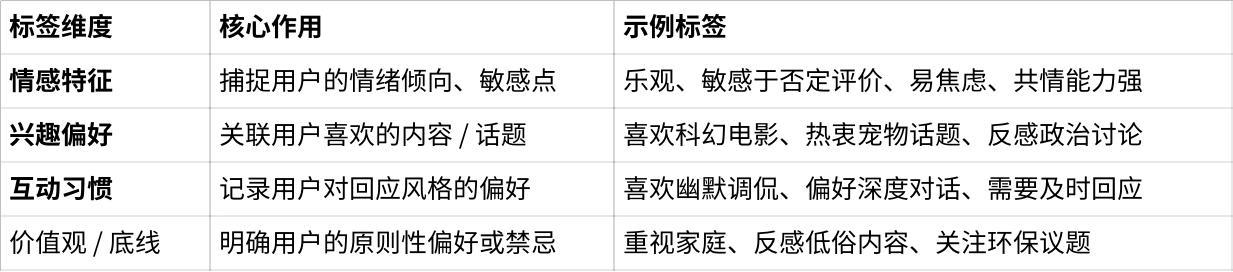 标签维度 核心作用 示例标签
情感特征 捕捉用户的情绪倾向、敏感点 乐观、敏感于否定评价、易焦虑、共情能力强
兴趣偏好 关联用户喜欢的内容 / 话题 喜欢科幻电影、热衷宠物话题、反感政治讨论
互动习惯 记录用户对回应风格的偏好 喜欢幽默调侃、偏好深度对话、需要及时回应
价值观 / 底线 明确用户的原则性偏好或禁忌 重视家庭、反感低俗内容、关注环保议题